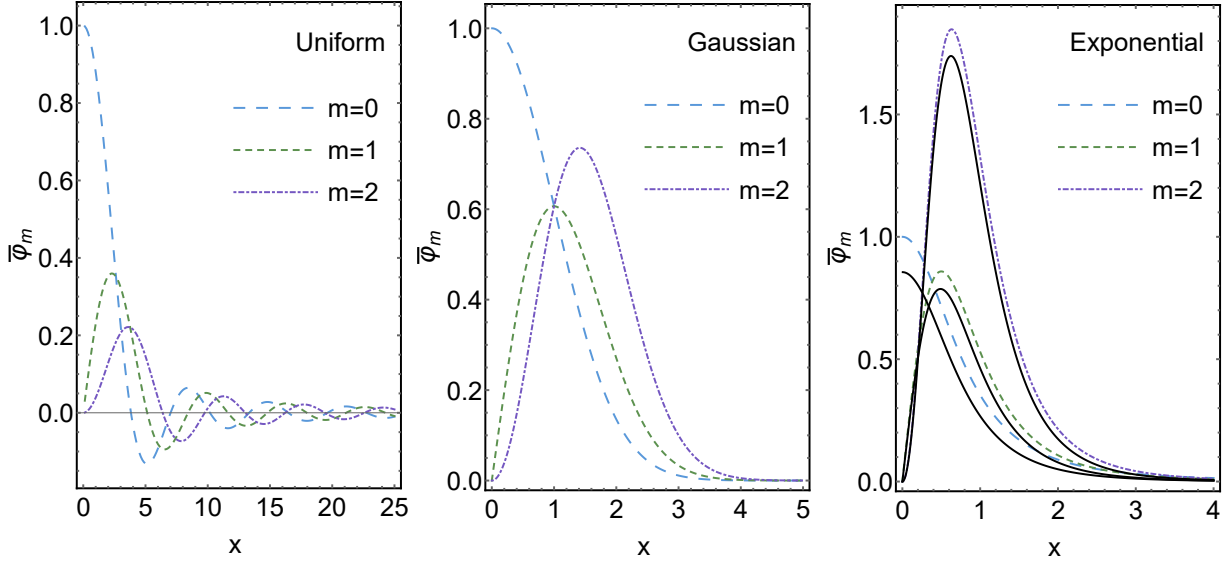 Uniform
m=0
m=1
m=2
1.0
0.8
0.6
0.4
0.2
0.0
φ̅ₘ
0 5 10 15 20 25
x
Gaussian
m=0
m=1
m=2
1.0
0.8
0.6
0.4
0.2
0.0
φ̅ₘ
0 1 2 3 4 5
x
Exponential
m=0
m=1
m=2
1.5
1.0
0.5
0.0
φ̅ₘ
0 1 2 3 4
x